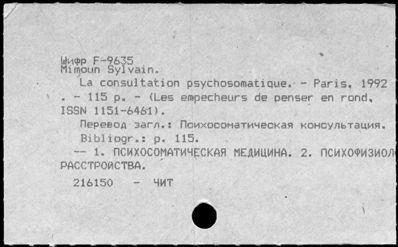 Шифр F-9635
Mimoun Sylvain.
La consultation psychosomatique. - Paris, 1992
. - 115 p. - (Les empecheurs de penser en rond,
ISSN 1151-6461).
Перевод загл.: Психосоматическая консультация.
Bibliogr.: p. 115.
-- 1. ПСИХОСОМАТИЧЕСКАЯ МЕДИЦИНА. 2. ПСИХОФИЗИОЛ
РАССТРОЙСТВА.
216150 - ЧИТ